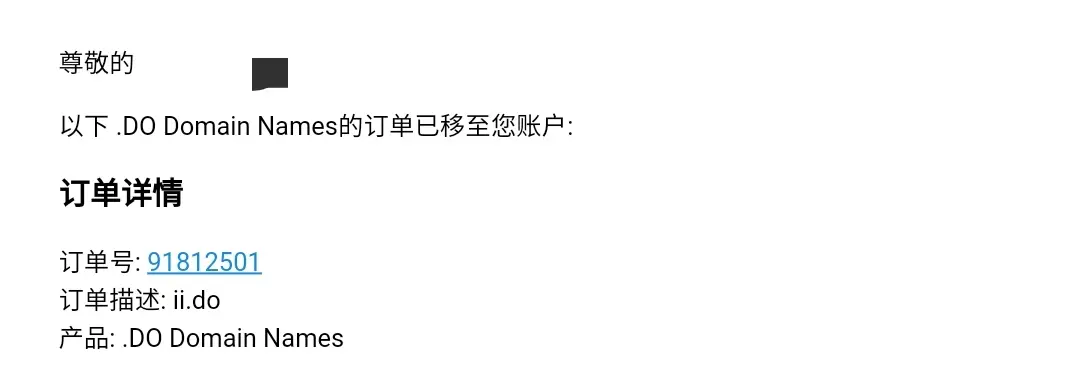 尊敬的
以下 .DO Domain Names的订单已移至您账户:
订单详情
订单号: 91812501
订单描述: ii.do
产品: .DO Domain Names